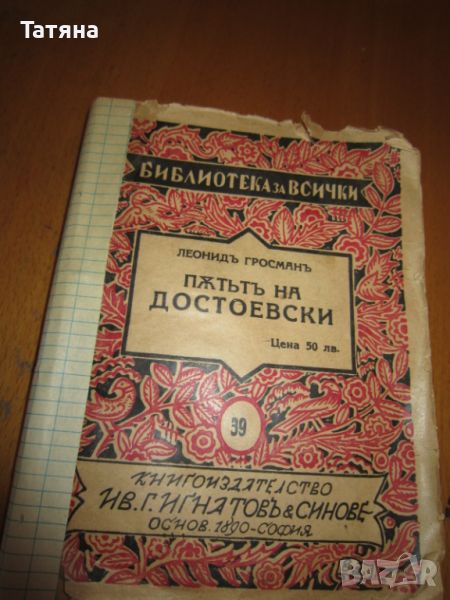 Татяна
БИБЛИОТЕКА ЗА ВСИЧКИ
ЛЕОНИДЪ ГРОСМАНЪ
ПѪТЬТЪ НА
ДОСТОЕВСКИ
Цена 50 лв.
39
КНИГОИЗДАТЕЛСТВО
ИВ. Г. ИГНАТОВЪ & СИНОВЕ
ОСНОВ. 1890-СОФИЯ
BAZAR